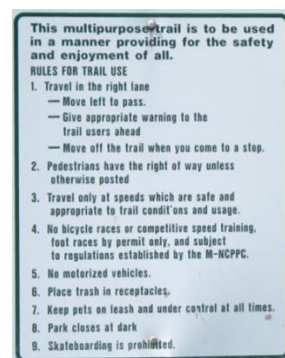 This multipurpose trail is to be used
in a manner providing for the safety
and enjoyment of all.
RULES FOR TRAIL USE
1. Travel in the right lane
— Move left to pass.
— Give appropriate warning to the
trail users ahead
— Move off the trail when you come to a stop.
2. Pedestrians have the right of way unless
otherwise posted
3. Travel only at speeds which are safe and
appropriate to trail conditions and usage.
4. No bicycle races or competitive speed training,
foot races by permit only, and subject
to regulations established by the M-NCPPC.
5. No motorized vehicles.
6. Place trash in receptacles.
7. Keep pets on leash and under control at all times.
8. Park closes at dark
9. Skateboarding is prohibited.